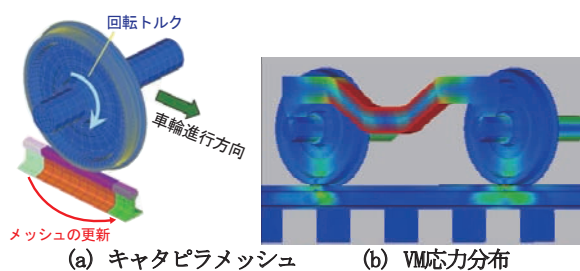 回転トルク
車輪進行方向
メッシュの更新
(a) キャタピラメッシュ
(b) VM応力分布